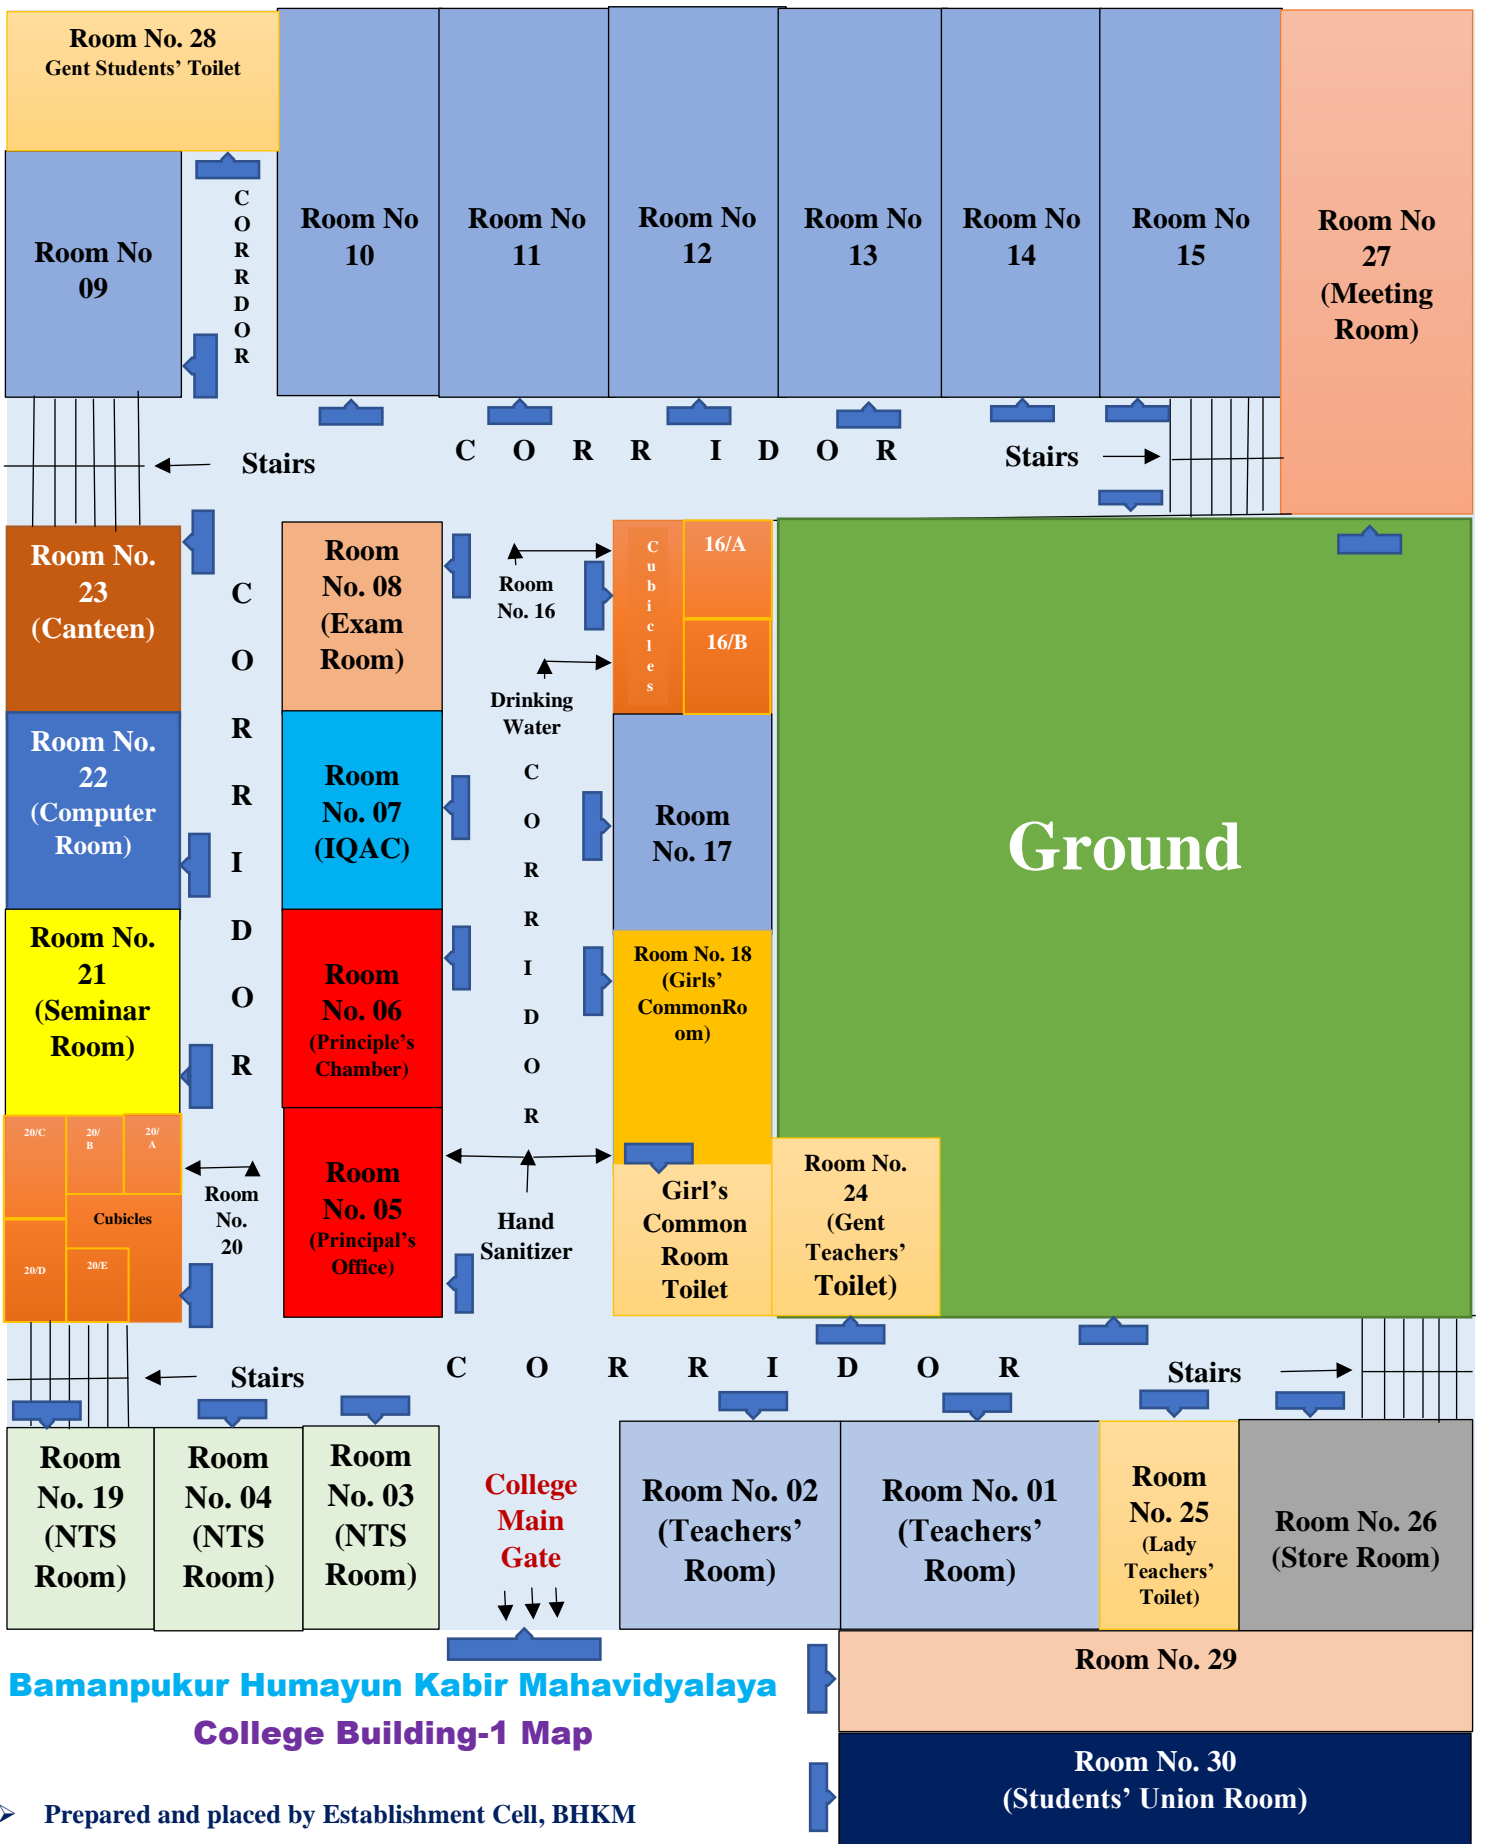 Room No. 28
Gent Students’ Toilet
Room No
09
C
O
R
R
D
O
R
Room No
10
Room No
11
Room No
12
Room No
13
Room No
14
Room No
15
Room No
27
(Meeting
Room)
Stairs
C O R R I D O R
Stairs
Room No.
23
(Canteen)
C
O
R
R
I
D
O
R
Room
No. 08
(Exam
Room)
Room
No. 16
C
u
b
i
c
l
e
s
16/A
16/B
Drinking
Water
Room No.
22
(Computer
Room)
Room
No. 07
(IQAC)
C
O
R
R
I
D
O
R
Room
No. 17
Ground
Room No.
21
(Seminar
Room)
Room
No. 06
(Principle’s
Chamber)
Room No. 18
(Girls’
CommonRo
om)
20/C
20/
B
20/
A
Cubicles
20/D
20/E
Room
No.
20
Room
No. 05
(Principal’s
Office)
Hand
Sanitizer
Girl’s
Common
Room
Toilet
Room No.
24
(Gent
Teachers’
Toilet)
Stairs
C O R R I D O R
Stairs
Room
No. 19
(NTS
Room)
Room
No. 04
(NTS
Room)
Room
No. 03
(NTS
Room)
College
Main
Gate
Room No. 02
(Teachers’
Room)
Room No. 01
(Teachers’
Room)
Room
No. 25
(Lady
Teachers’
Toilet)
Room No. 26
(Store Room)
Room No. 29
Bamanpukur Humayun Kabir Mahavidyalaya
College Building-1 Map
Room No. 30
(Students’ Union Room)
➢ Prepared and placed by Establishment Cell, BHKM